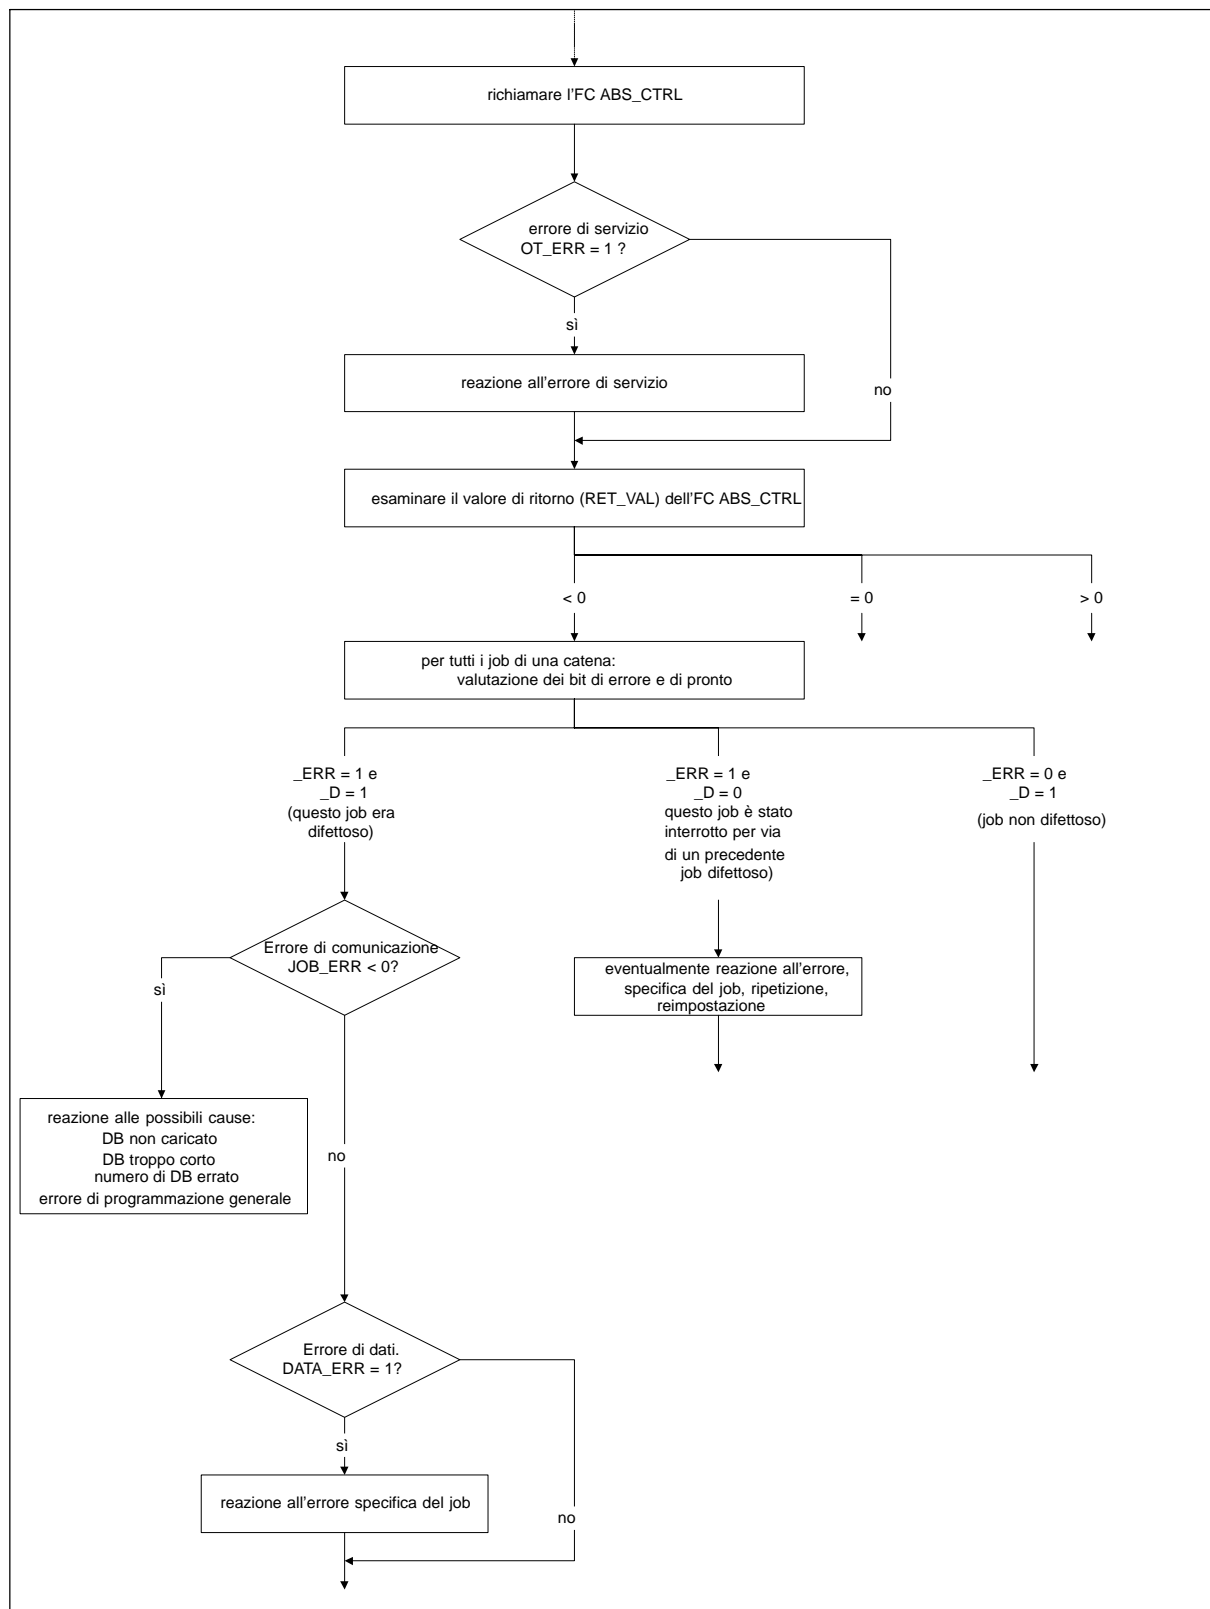 richiamare l'FC ABS_CTRL
errore di servizio
OT_ERR = 1 ?
sì
no
reazione all'errore di servizio
esaminare il valore di ritorno (RET_VAL) dell'FC ABS_CTRL
< 0
= 0
> 0
per tutti i job di una catena:
valutazione dei bit di errore e di pronto
_ERR = 1 e
_D = 1
(questo job era
difettoso)
_ERR = 1 e
_D = 0
questo job è stato
interrotto per via
di un precedente
job difettoso)
_ERR = 0 e
_D = 1
(job non difettoso)
Errore di comunicazione
JOB_ERR < 0?
sì
eventualmente reazione all'errore,
specifica del job, ripetizione,
reimpostazione
reazione alle possibili cause:
DB non caricato
DB troppo corto
numero di DB errato
errore di programmazione generale
no
Errore di dati.
DATA_ERR = 1?
sì
reazione all'errore specifica del job
no